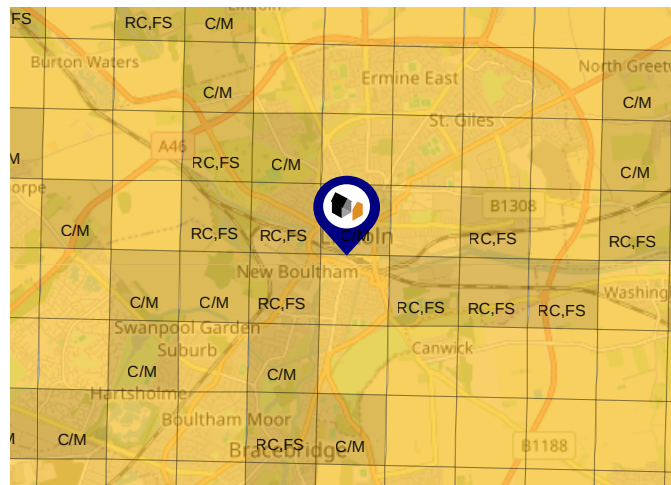 FS
RC,FS
C/M
Burton Waters
Ermine East
North Greetw
C/M
C/M
St. Giles
A46
RC,FS
C/M
C/M
orpe
B1308
C/M
RC,FS
RC,FS
C/M
RC,FS
RC,FS
New Boultham
Washing
C/M
C/M
RC,FS
RC,FS
RC,FS
RC,FS
Swanpool Garden
Suburb
Canwick
C/M
C/M
Hartsholme
Boultham Moor
C/M
RC,FS
C/M
Bracebridge
B1188